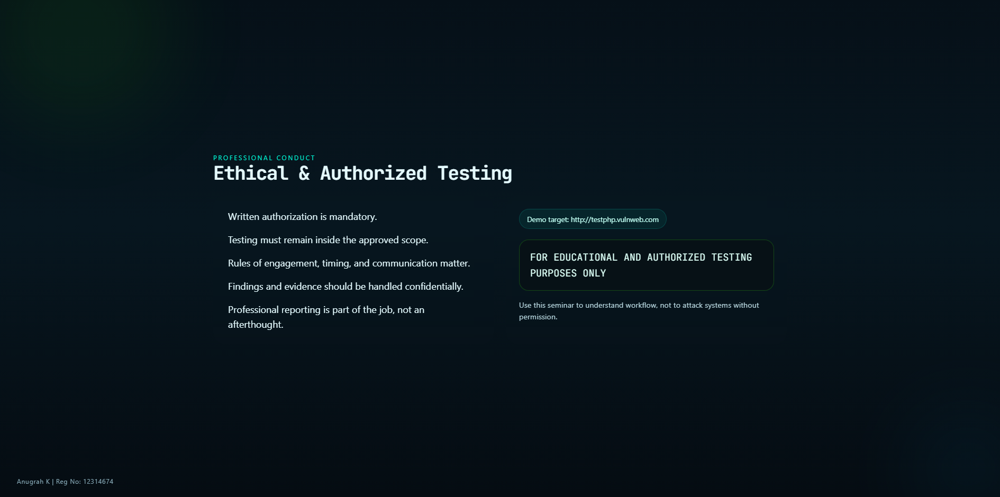 PROFESSIONAL CONDUCT
Ethical & Authorized Testing
Written authorization is mandatory.
Testing must remain inside the approved scope.
Rules of engagement, timing, and communication matter.
Findings and evidence should be handled confidentially.
Professional reporting is part of the job, not an
afterthought.
Demo target: http://testphp.vulnweb.com
FOR EDUCATIONAL AND AUTHORIZED TESTING
PURPOSES ONLY
Use this seminar to understand workflow, not to attack systems without
permission.
Anugrah K | Reg No: 12314674